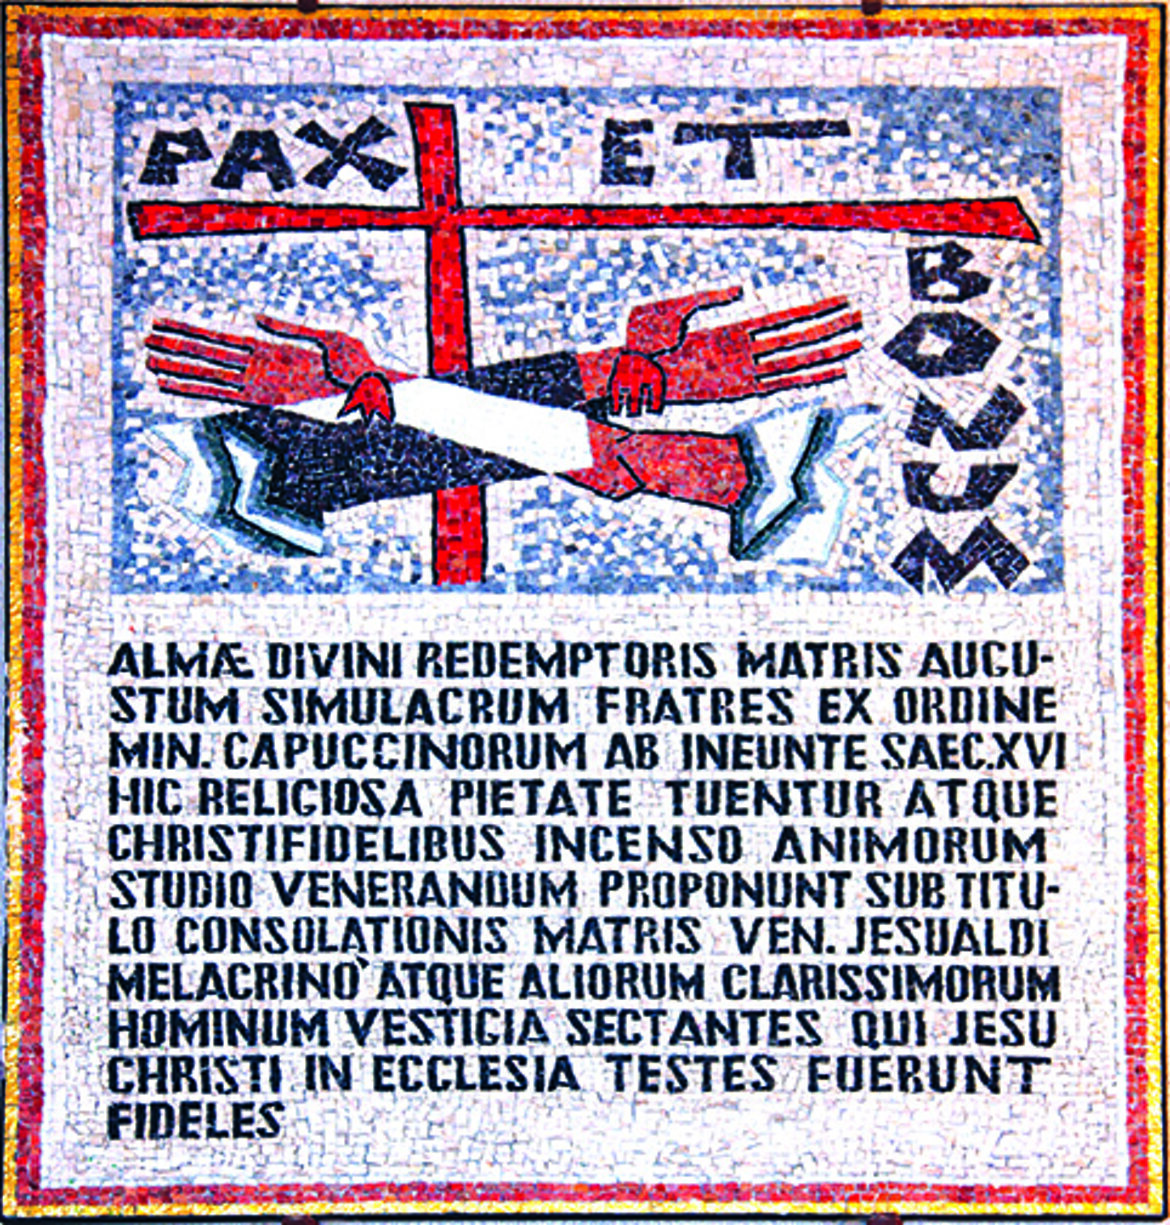 PAX ET
BONUM
ALMÆ DIVINI REDEMPTORIS MATRIS AUGU-
STUM SIMULACRUM FRATRES EX ORDINE
MIN. CAPUCCINORUM AB INEUNTE SAEC.XVI
HIC RELIGIOSA PIETATE TUENTUR ATQUE
CHRISTIFIDELIBUS INCENSO ANIMORUM
STUDIO VENERANDUM PROPONUNT SUB TITU-
LO CONSOLATIONIS MATRIS VEN. JESUALDI
MELACRINO` ATQUE ALIORUM CLARISSIMORUM
HOMINUM VESTIGIA SECTANTES QUI JESU
CHRISTI IN ECCLESIA TESTES FUERUNT
FIDELES